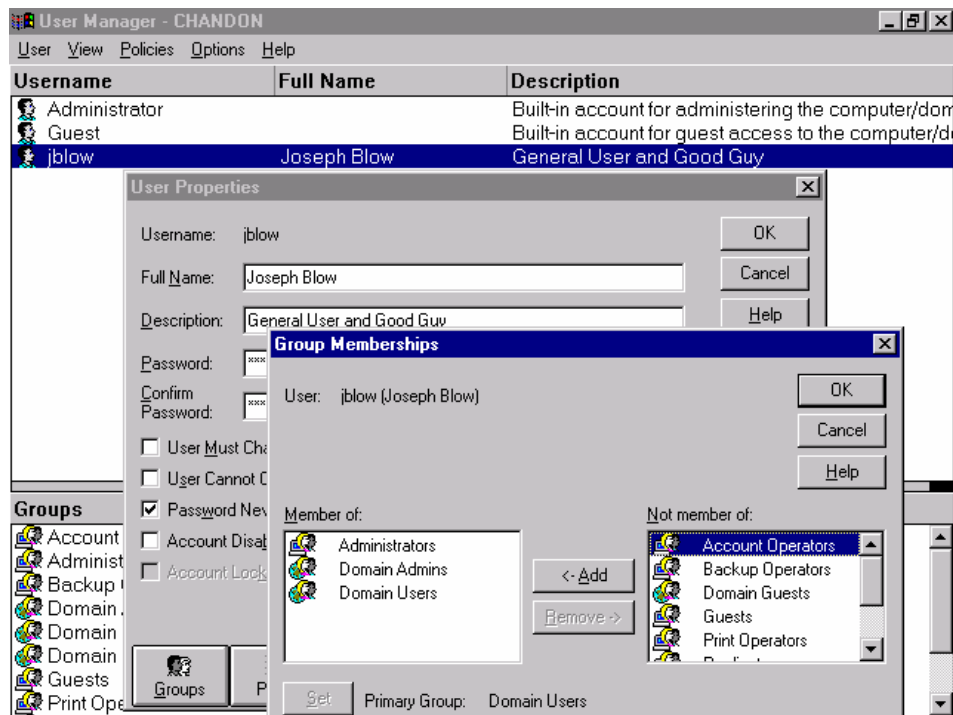 User Manager - CHANDON
User View Policies Options Help
Username Full Name Description
Administrator Built-in account for administering the computer/dom
Guest Built-in account for guest access to the computer/d
jblow Joseph Blow General User and Good Guy
User Properties
Username: jblow
OK
Full Name: Joseph Blow
Cancel
Description: General User and Good Guy
Help
Password: ***
Confirm
Password: ***
User Must Cha
User Cannot C
Password Nev
Account Disab
Account Lock
Groups
P
Group Memberships
User: jblow (Joseph Blow)
OK
Cancel
Help
Member of:
Administrators
Domain Admins
Domain Users
<- Add
Remove ->
Not member of:
Account Operators
Backup Operators
Domain Guests
Guests
Print Operators
Set Primary Group: Domain Users
Groups
Account
Administ
Backup
Domain
Domain
Domain
Guests
Print Ope